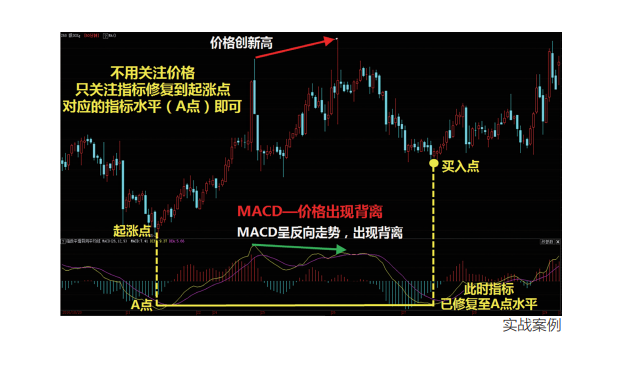 价格创新高
不用关注价格
只关注指标修复到起涨点
对应的指标水平（A点）即可
买入点
MACD—价格出现背离
起涨点
MACD呈反向走势，出现背离
A点
此时指标
已修复至A点水平
实战案例